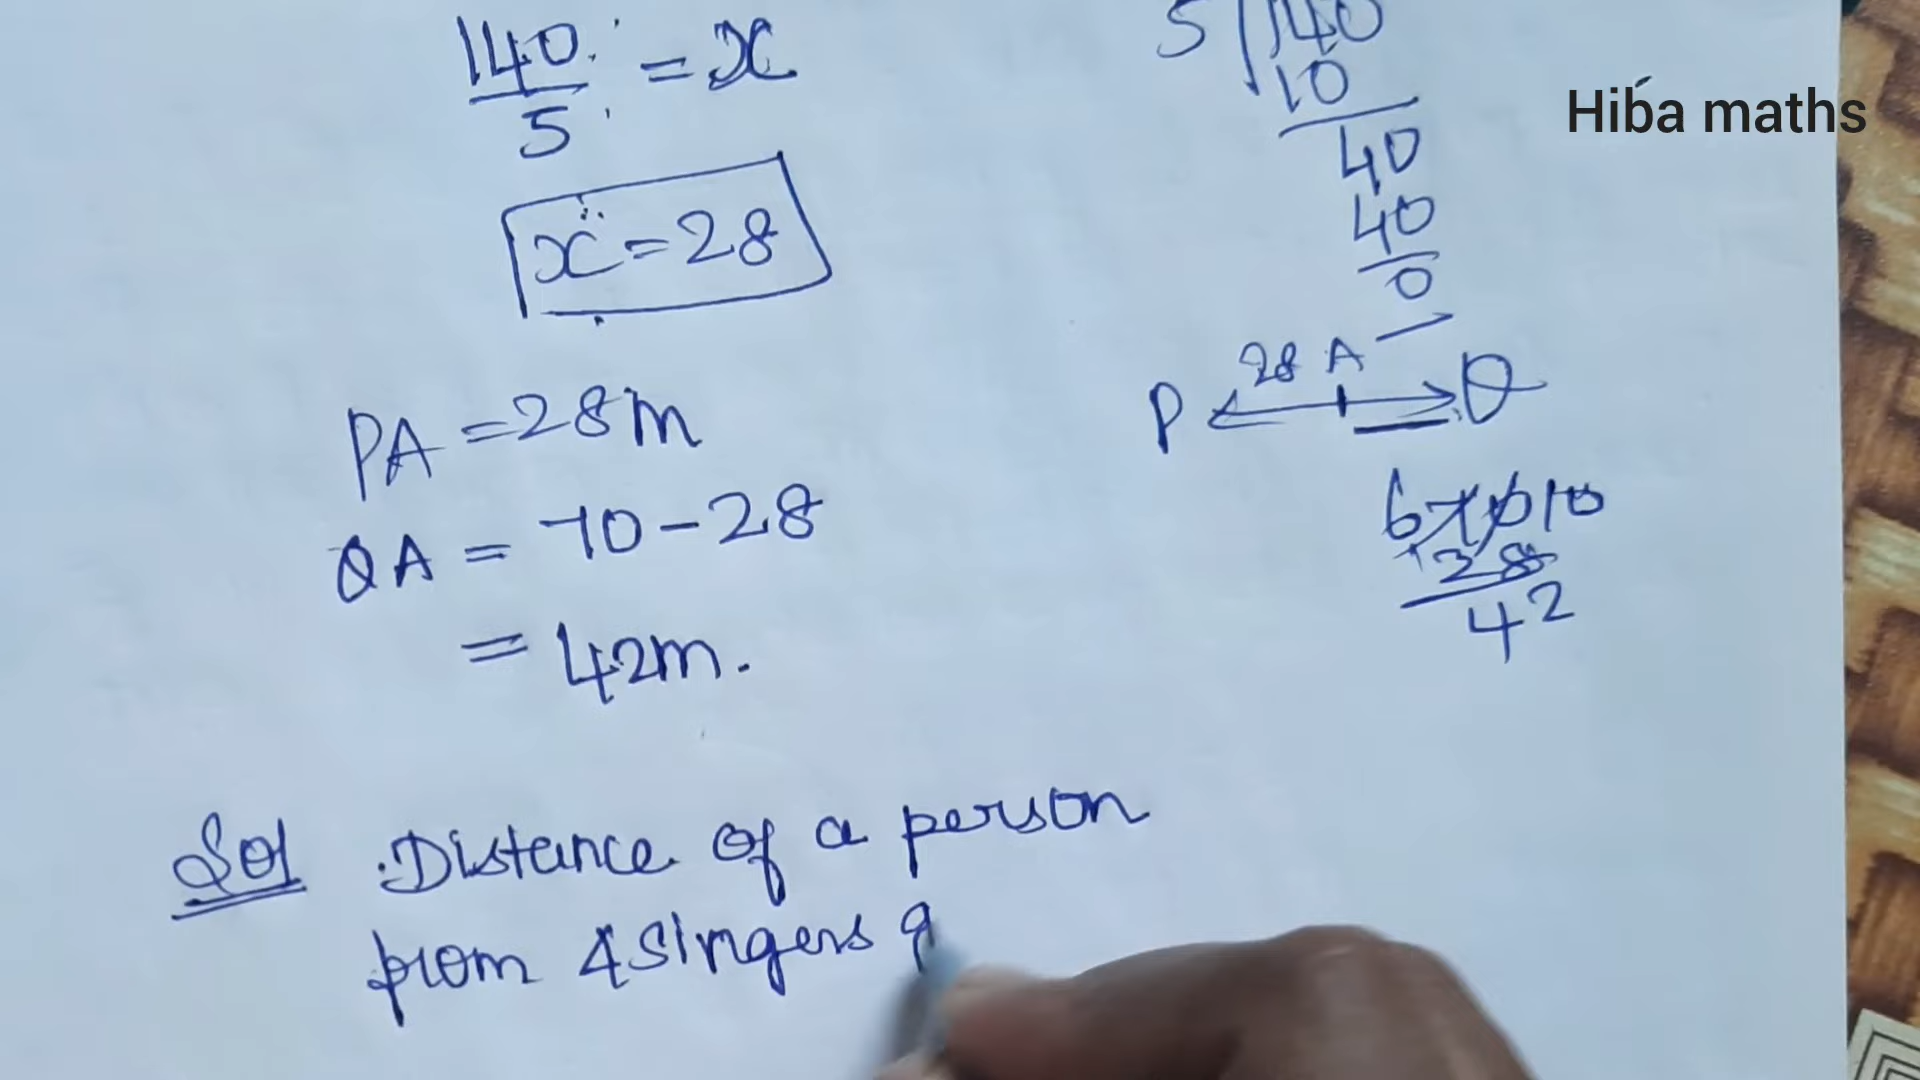 140/5 = x
x = 28
PA = 28m
QA = 70 - 28
= 42m.
Sol Distance of a person
from 4 singers
5 140
10
40
40
0
28 A
P Q
6 7 0 10
28
42
Hiba maths